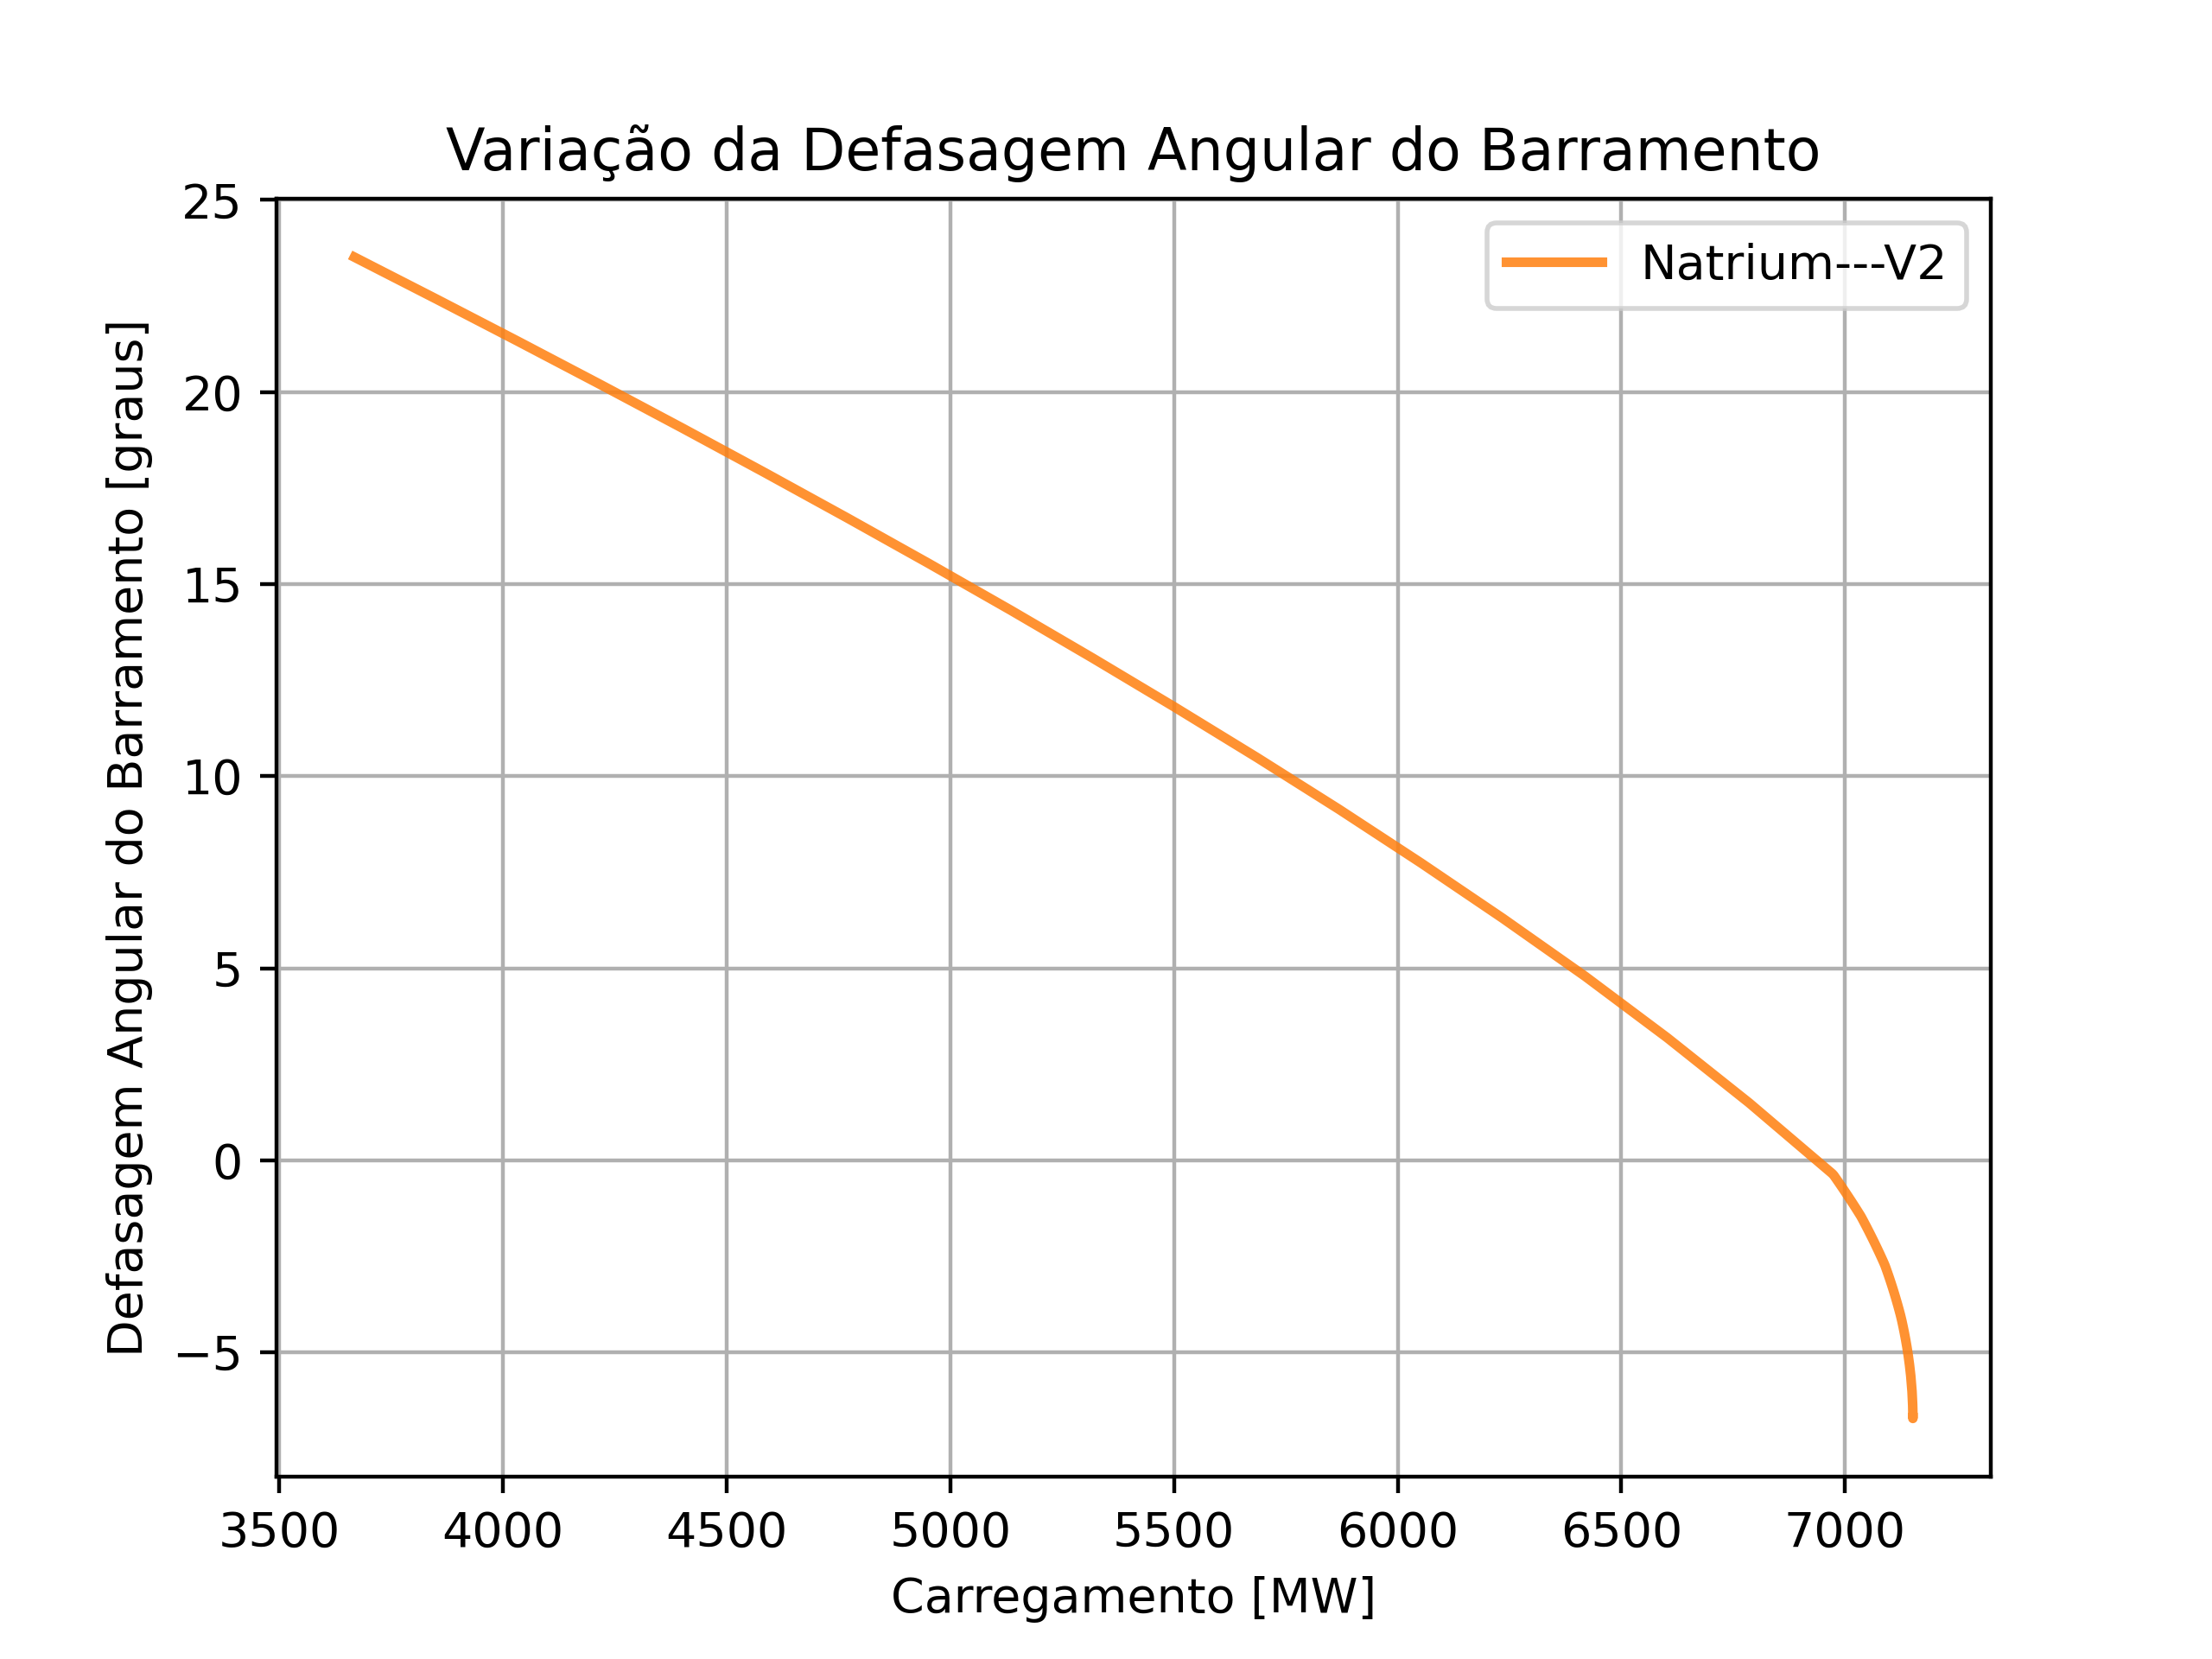 Variação da Defasagem Angular do Barramento
Natrium---V2
Defasagem Angular do Barramento [graus]
25
20
15
10
5
0
−5
3500 4000 4500 5000 5500 6000 6500 7000
Carregamento [MW]